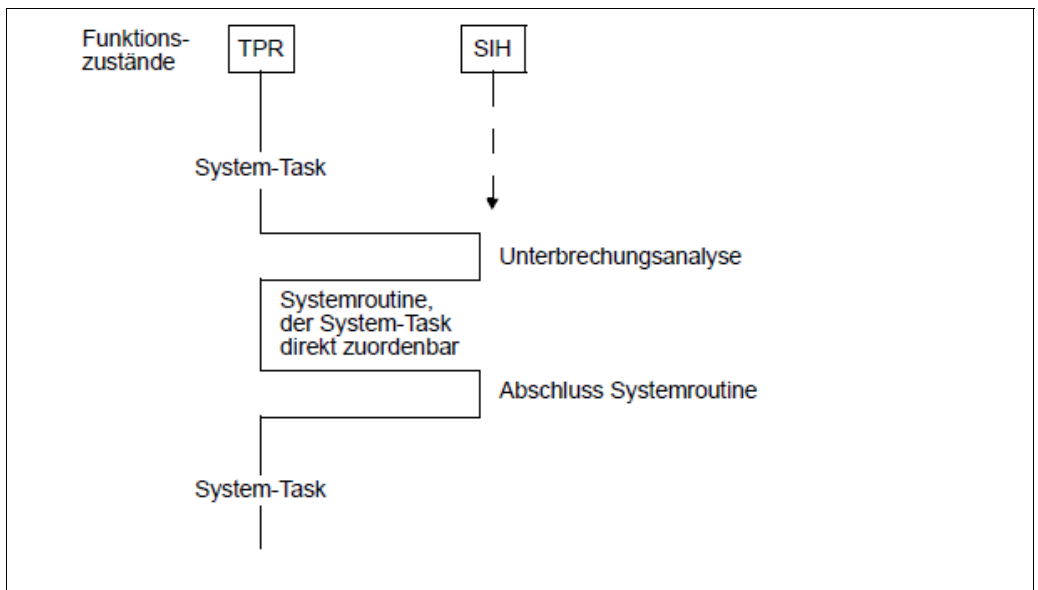 Funktions-
zustände
TPR
SIH
System-Task
Unterbrechungsanalyse
Systemroutine,
der System-Task
direkt zuordenbar
Abschluss Systemroutine
System-Task